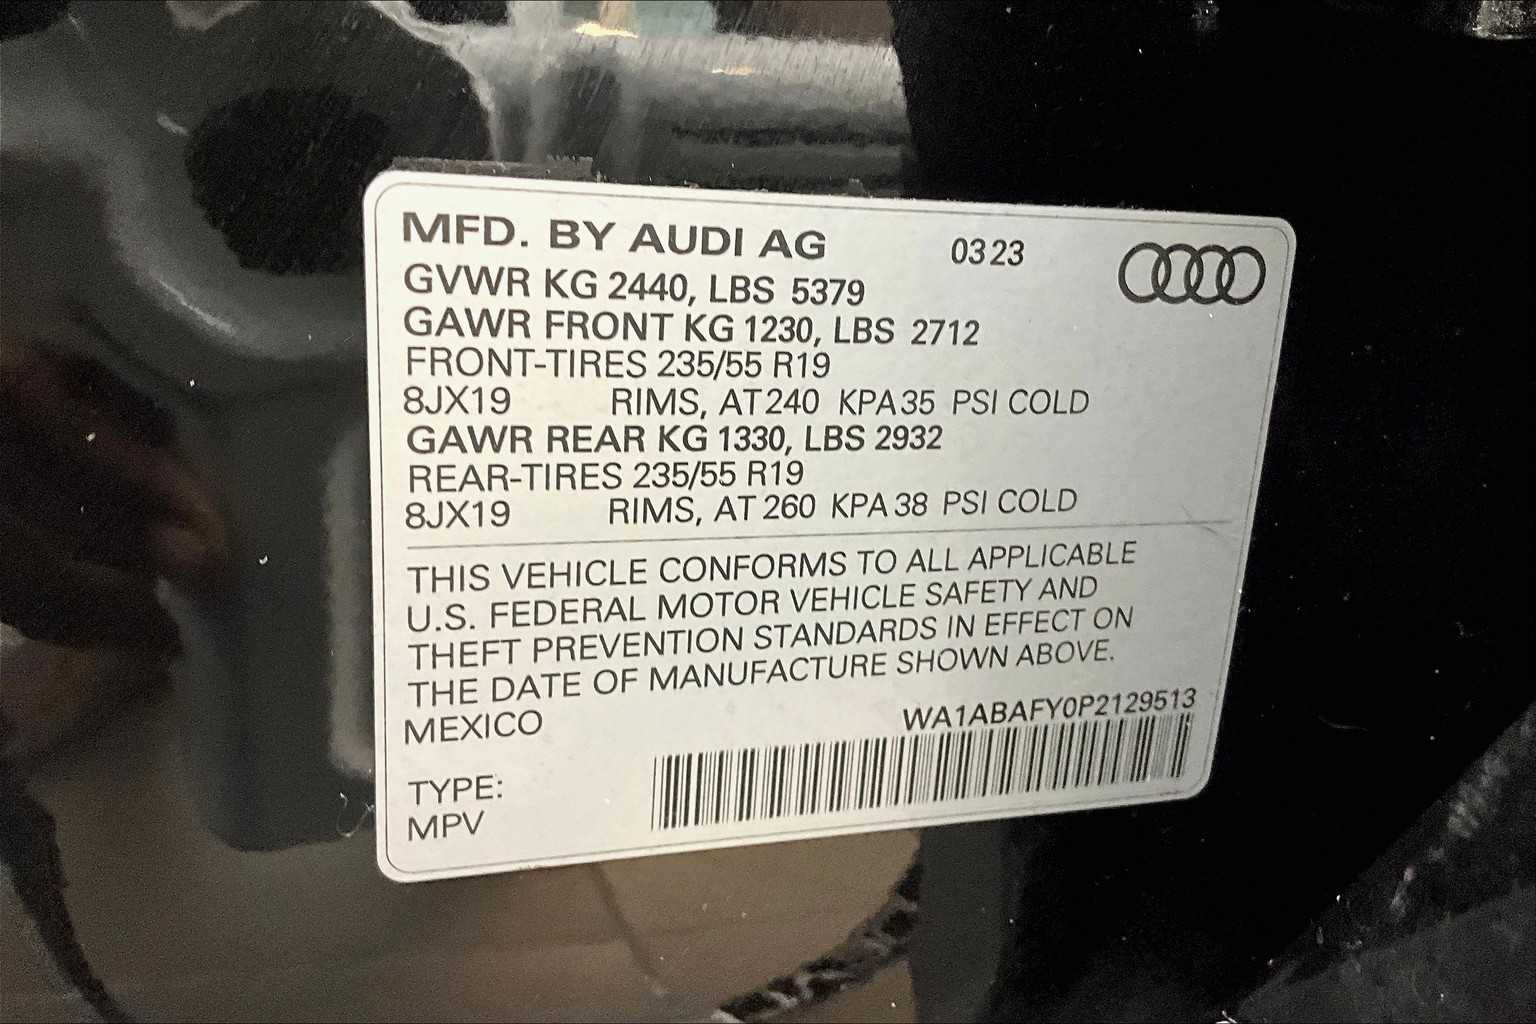 MFD. BY AUDI AG 03 23
GVWR KG 2440, LBS 5379
GAWR FRONT KG 1230, LBS 2712
FRONT-TIRES 235/55 R19
8JX19 RIMS, AT 240 KPA 35 PSI COLD
GAWR REAR KG 1330, LBS 2932
REAR-TIRES 235/55 R19
8JX19 RIMS, AT 260 KPA 38 PSI COLD
THIS VEHICLE CONFORMS TO ALL APPLICABLE
U.S. FEDERAL MOTOR VEHICLE SAFETY AND
THEFT PREVENTION STANDARDS IN EFFECT ON
THE DATE OF MANUFACTURE SHOWN ABOVE.
MEXICO WA1ABAFY0P2129513
TYPE:
MPV